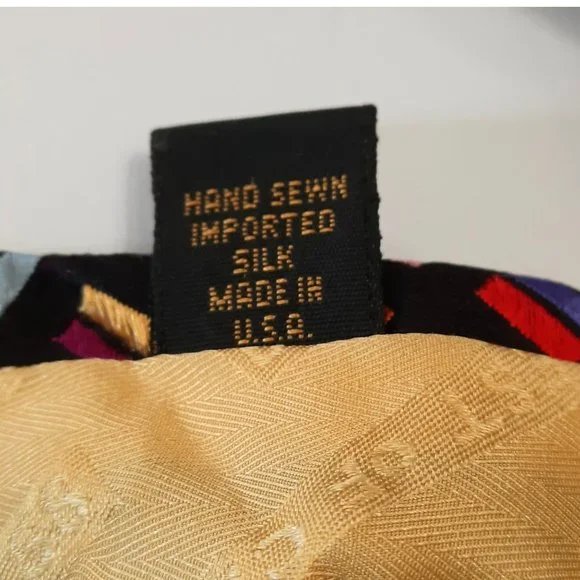 HAND SEWN
IMPORTED
SILK
MADE IN
U.S.A.